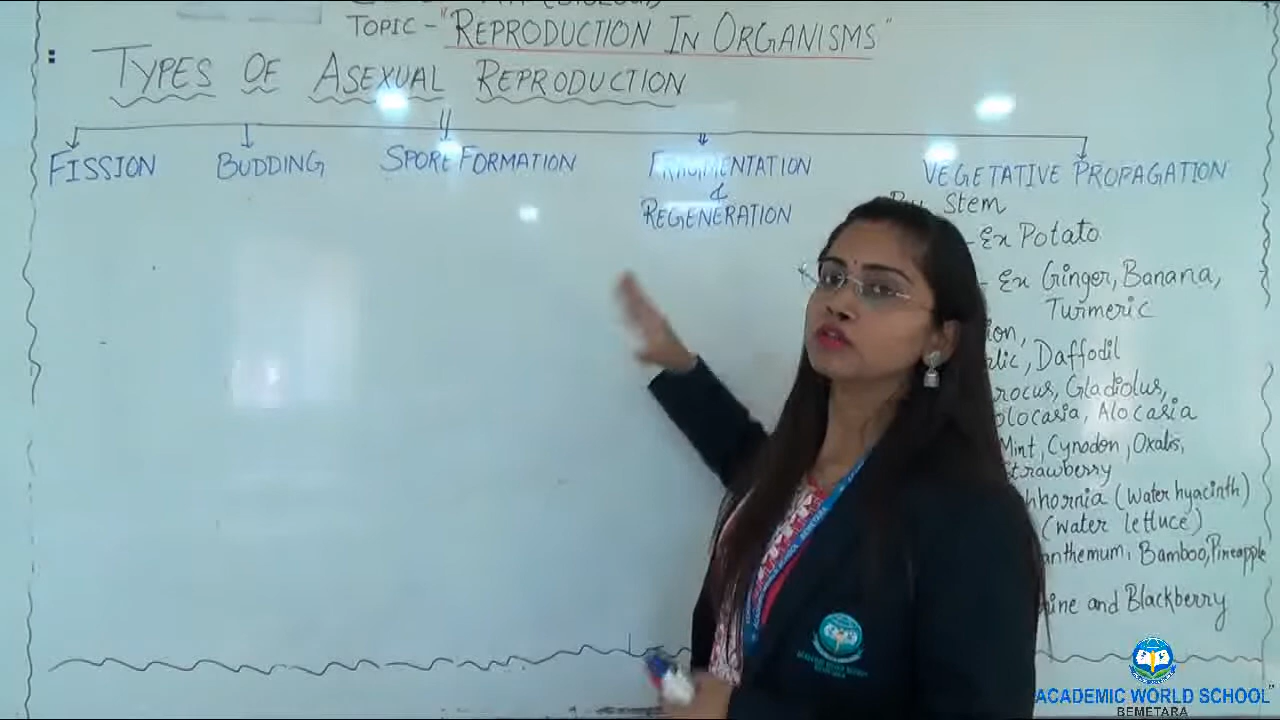 TOPIC - "REPRODUCTION IN ORGANISMS"
TYPES OF ASEXUAL REPRODUCTION
FISSION BUDDING SPORE FORMATION FRAGMENTATION & REGENERATION VEGETATIVE PROPAGATION
By Stem
- Ex Potato
- Ex Ginger, Banana,
Turmeric
Daffodil
Gladiolus,
Alocasia
Mint, Cynodon, Oxalis,
Strawberry
(Water hyacinth)
(water lettuce)
Bamboo, Pineapple
and Blackberry
ACADEMIC WORLD SCHOOL
BEMETARA